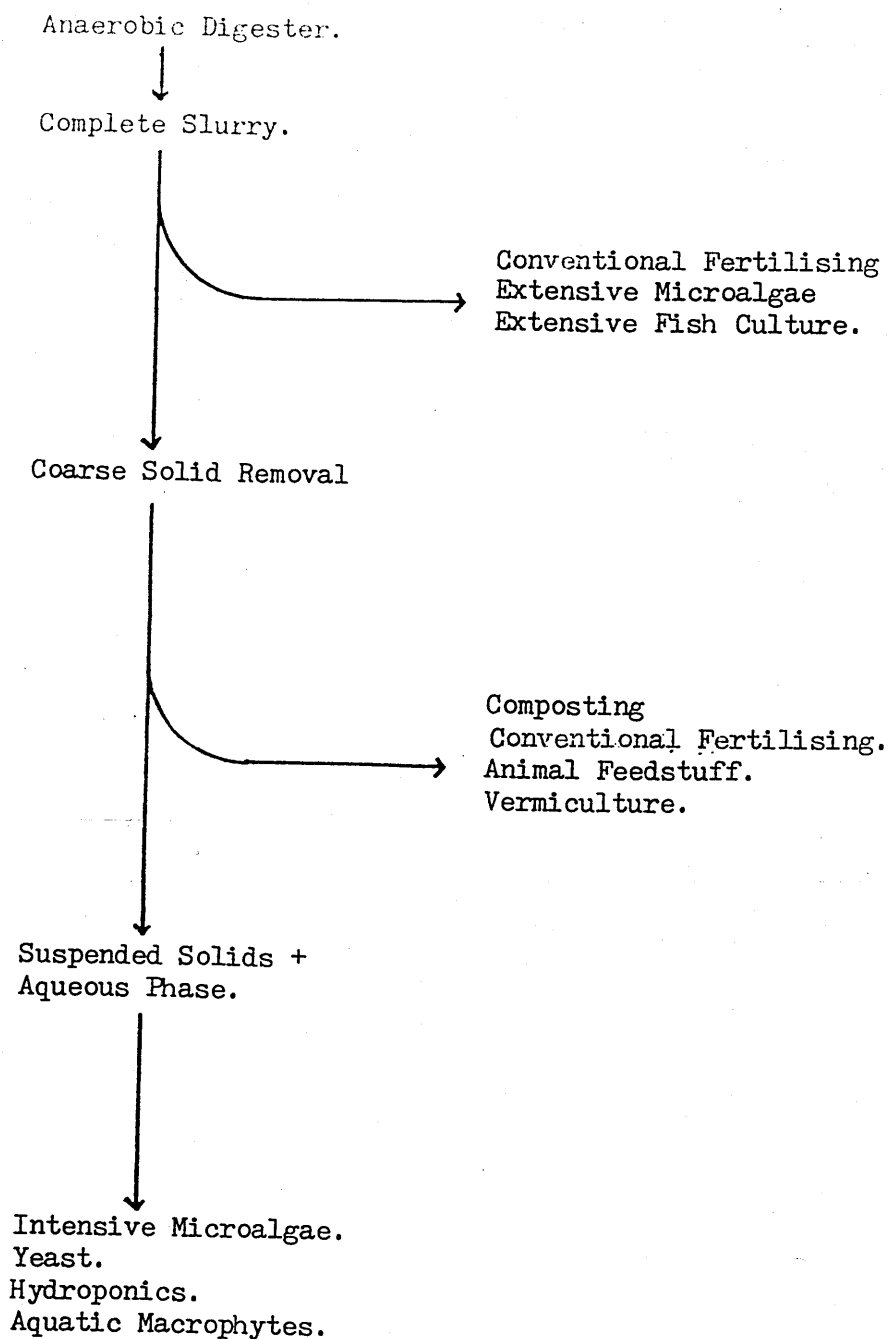 Anaerobic Digester.
Complete Slurry.
Conventional Fertilising
Extensive Microalgae
Extensive Fish Culture.
Coarse Solid Removal
Composting
Conventional Fertilising.
Animal Feedstuff.
Vermiculture.
Suspended Solids +
Aqueous Phase.
Intensive Microalgae.
Yeast.
Hydroponics.
Aquatic Macrophytes.